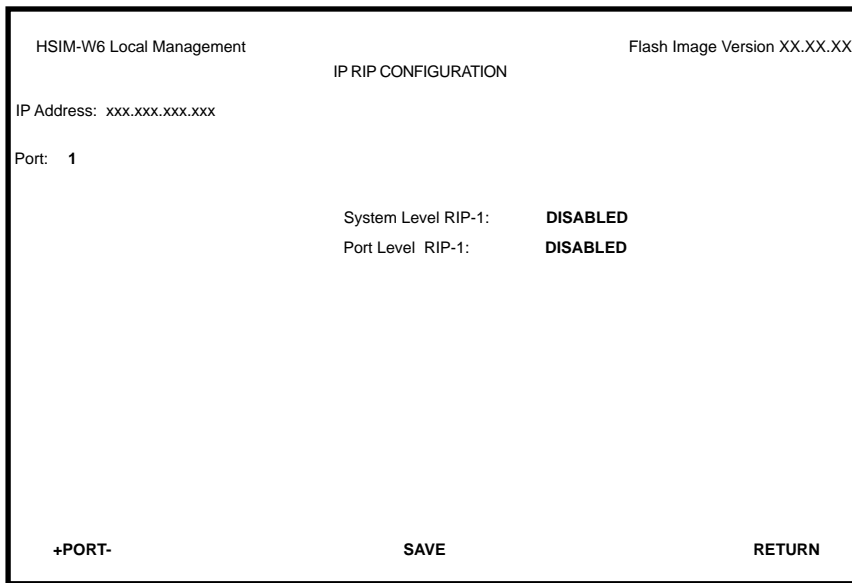 HSIM-W6 Local Management Flash Image Version XX.XX.XX
IP RIP CONFIGURATION
IP Address: xxx.xxx.xxx.xxx
Port: 1
System Level RIP-1: DISABLED
Port Level RIP-1: DISABLED
+PORT- SAVE RETURN